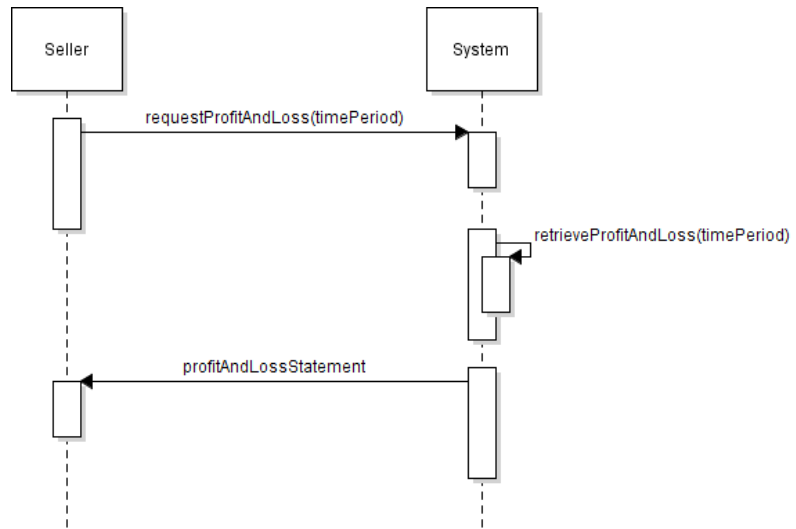 Seller
System
requestProfitAndLoss(timePeriod)
retrieveProfitAndLoss(timePeriod)
profitAndLossStatement